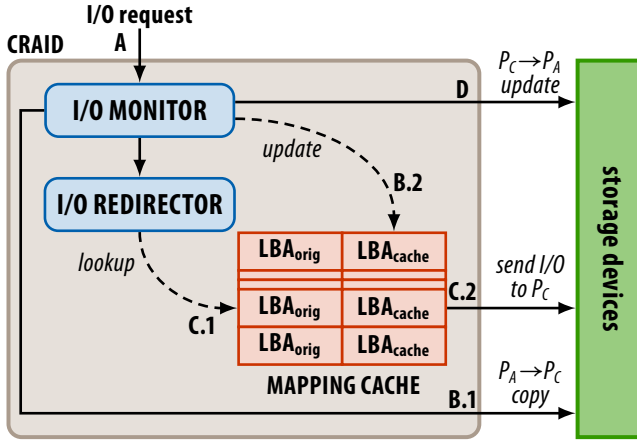 I/O request
A
CRAID
P_C→P_A
update
D
I/O MONITOR
update
B.2
I/O REDIRECTOR
lookup
LBA_orig LBA_cache
send I/O
to P_C
C.2
LBA_orig LBA_cache
C.1
LBA_orig LBA_cache
MAPPING CACHE
P_A→P_C
copy
B.1
storage devices